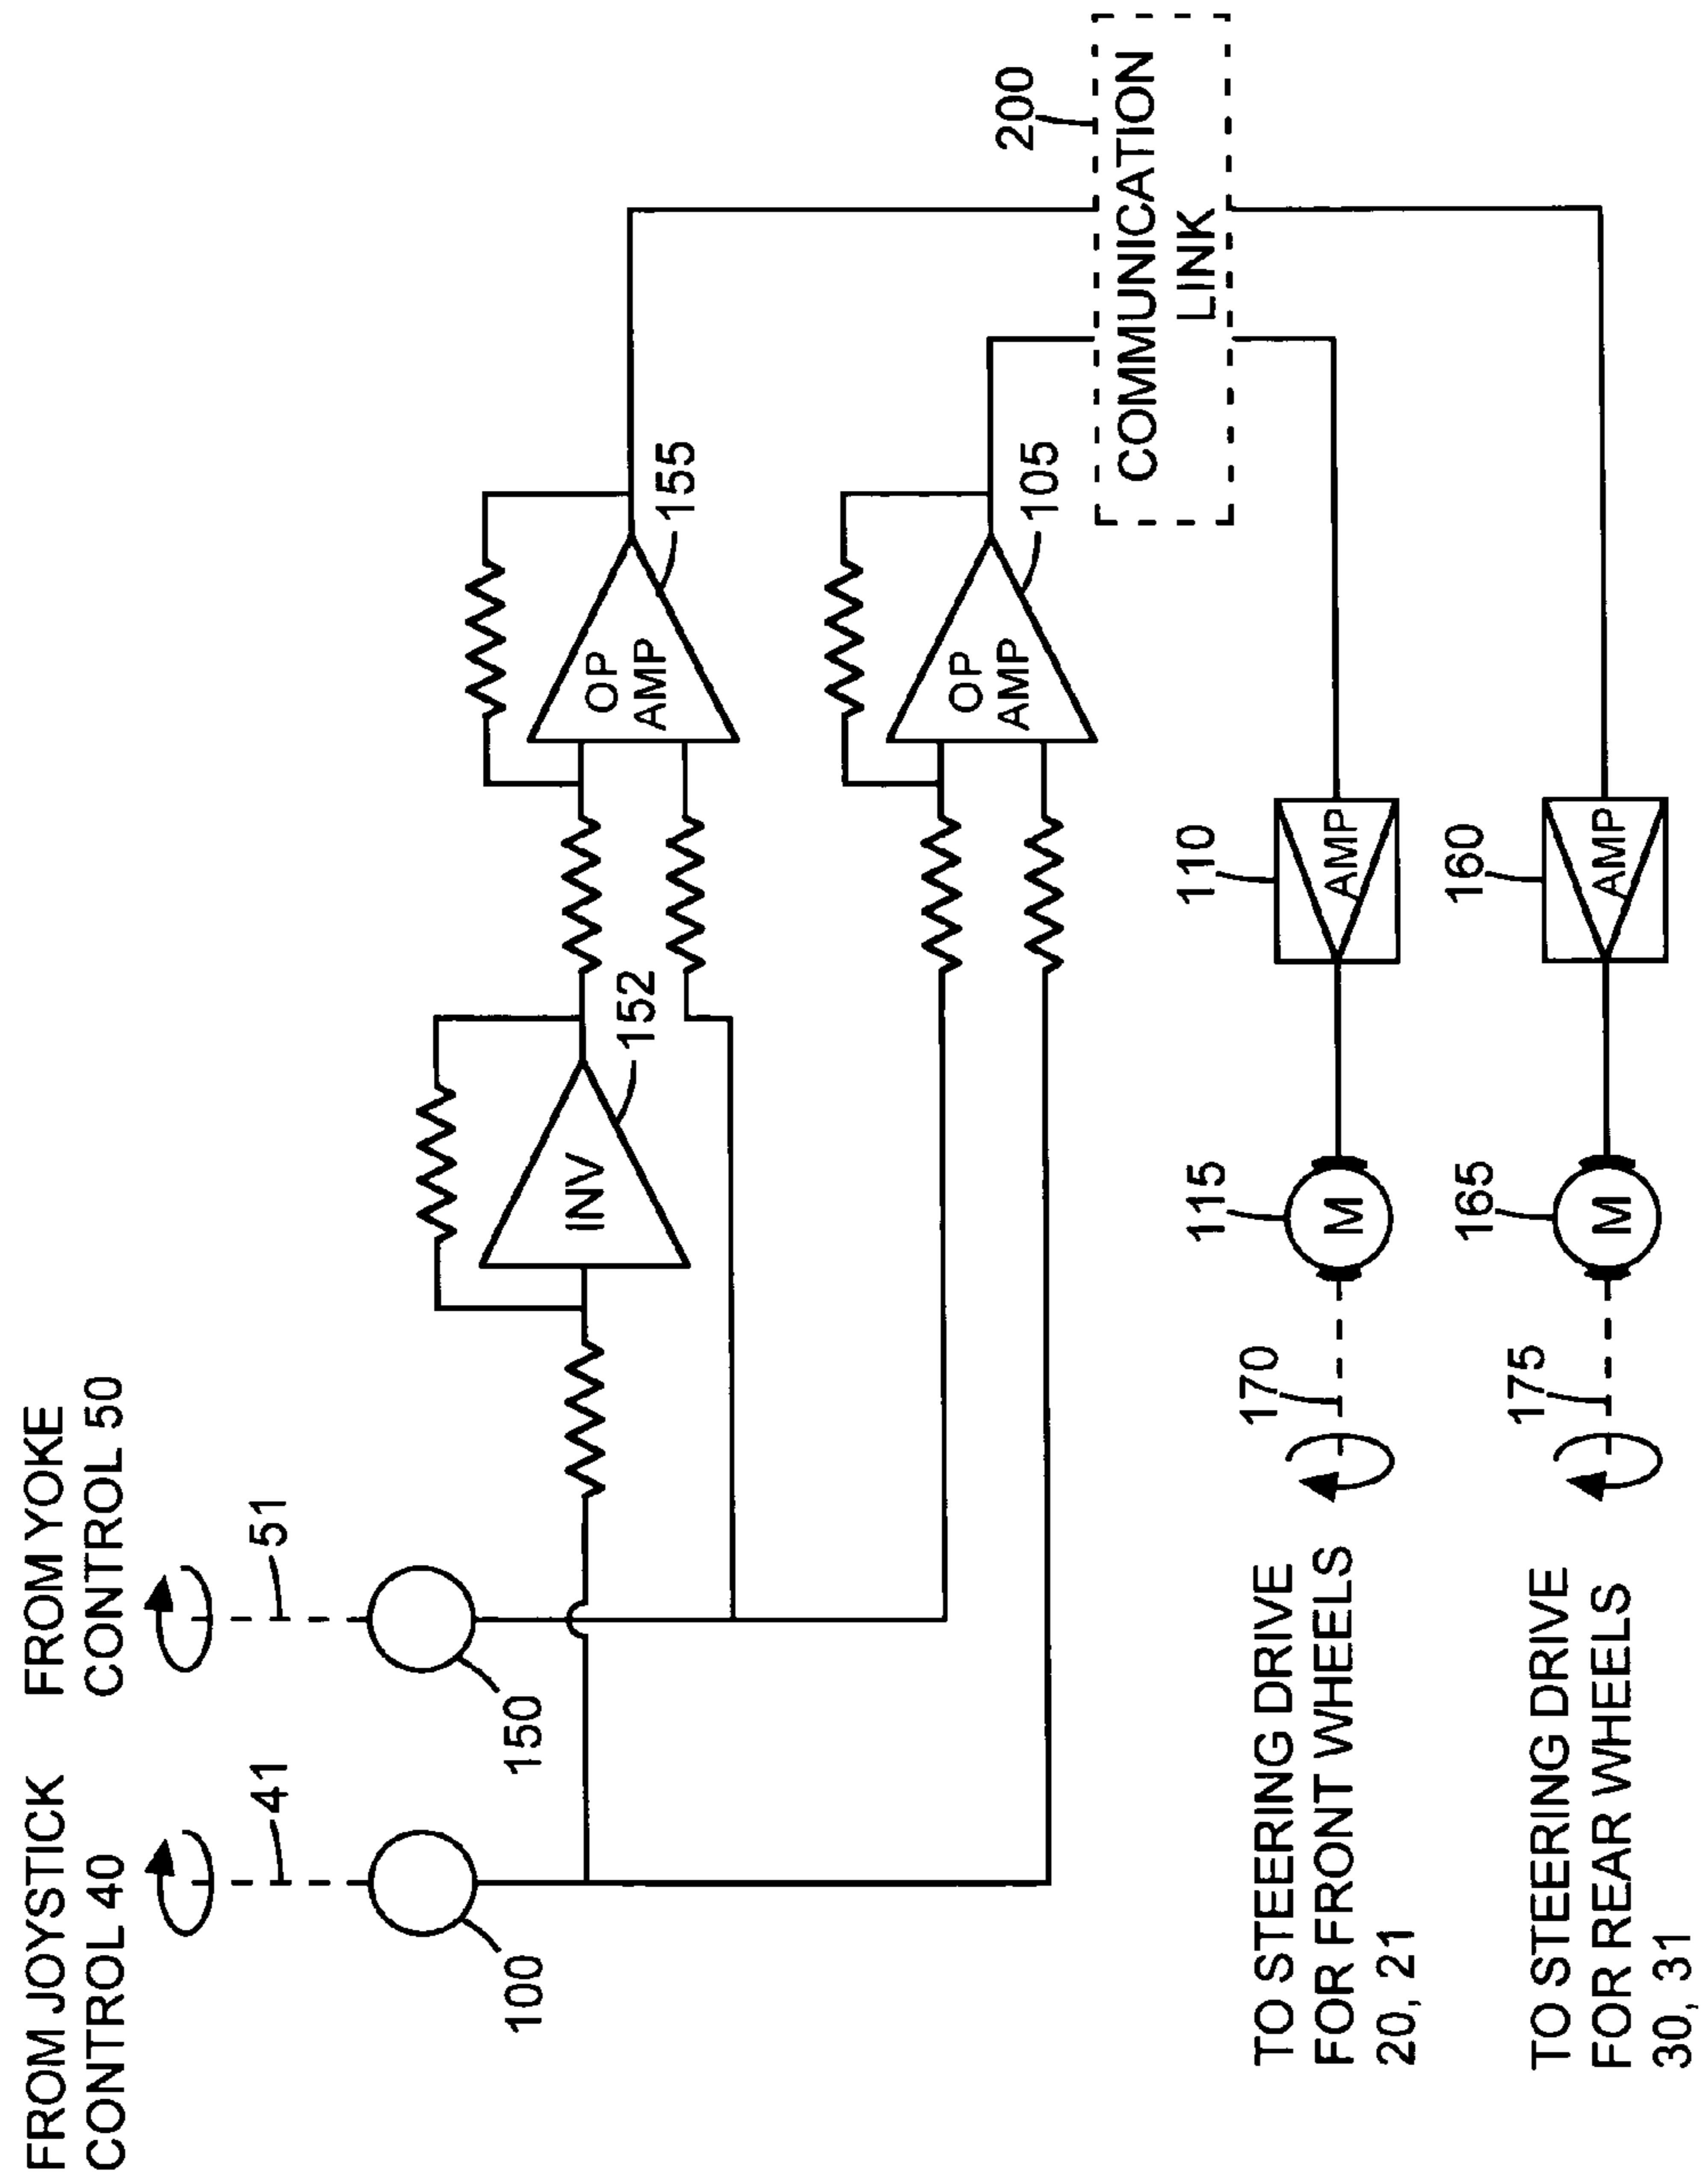 FROM JOYSTICK
CONTROL 40
FROM YOKE
CONTROL 50
41
51
100
150
INV
152
OP
AMP
155
OP
AMP
105
200
COMMUNICATION
LINK
TO STEERING DRIVE
FOR FRONT WHEELS
20, 21
170
115
M
110
AMP
TO STEERING DRIVE
FOR REAR WHEELS
30, 31
175
165
M
160
AMP